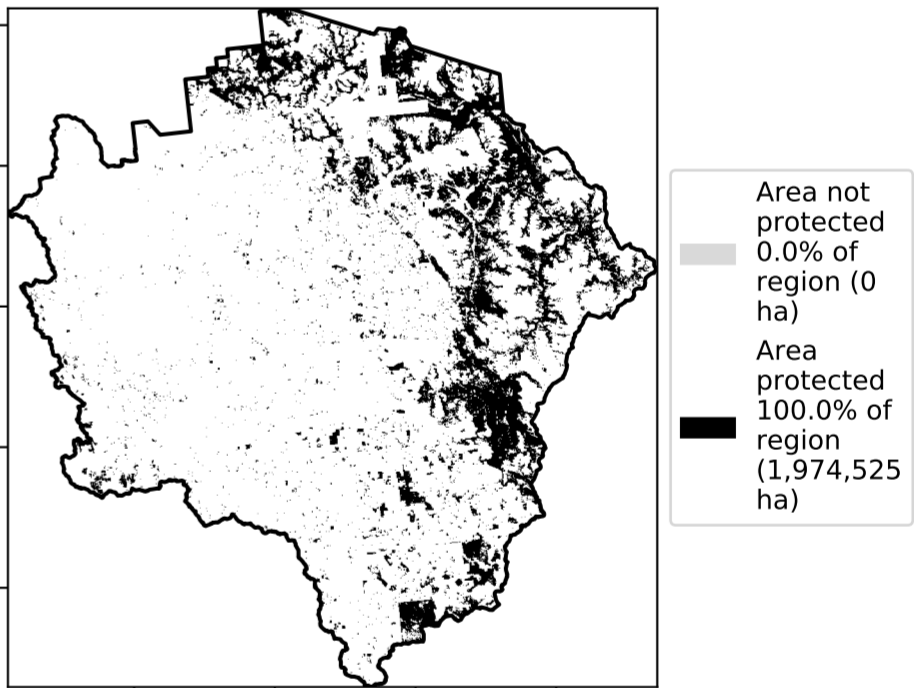 Area not
protected
0.0% of
region (0
ha)
Area
protected
100.0% of
region
(1,974,525
ha)